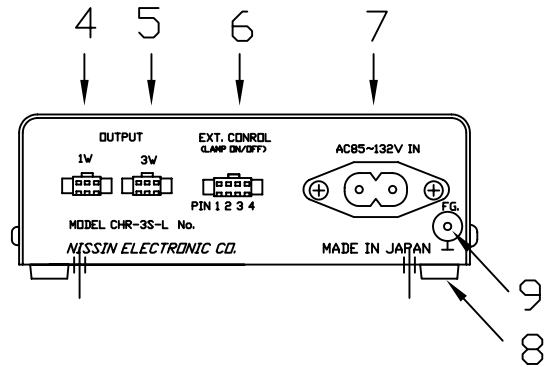 4 5 6 7
OUTPUT EXT. CONROL
(LAMP ON/OFF) AC85~132V IN
1W 3W
PIN 1 2 3 4
FG.
MODEL CHR-3S-L No.
NISSIN ELECTRONIC CO. MADE IN JAPAN
9
8